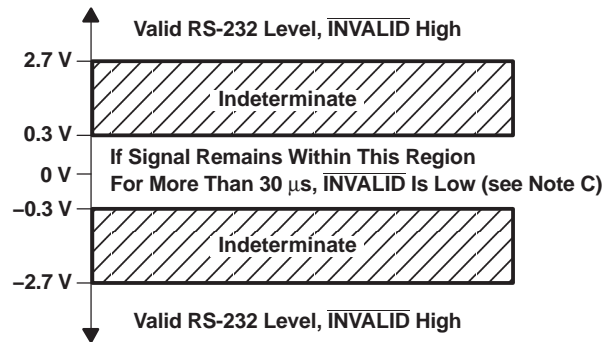 Valid RS-232 Level, INVALID High
2.7 V
Indeterminate
0.3 V
If Signal Remains Within This Region
0 V
For More Than 30 μs, INVALID Is Low (see Note C)
−0.3 V
Indeterminate
−2.7 V
Valid RS-232 Level, INVALID High